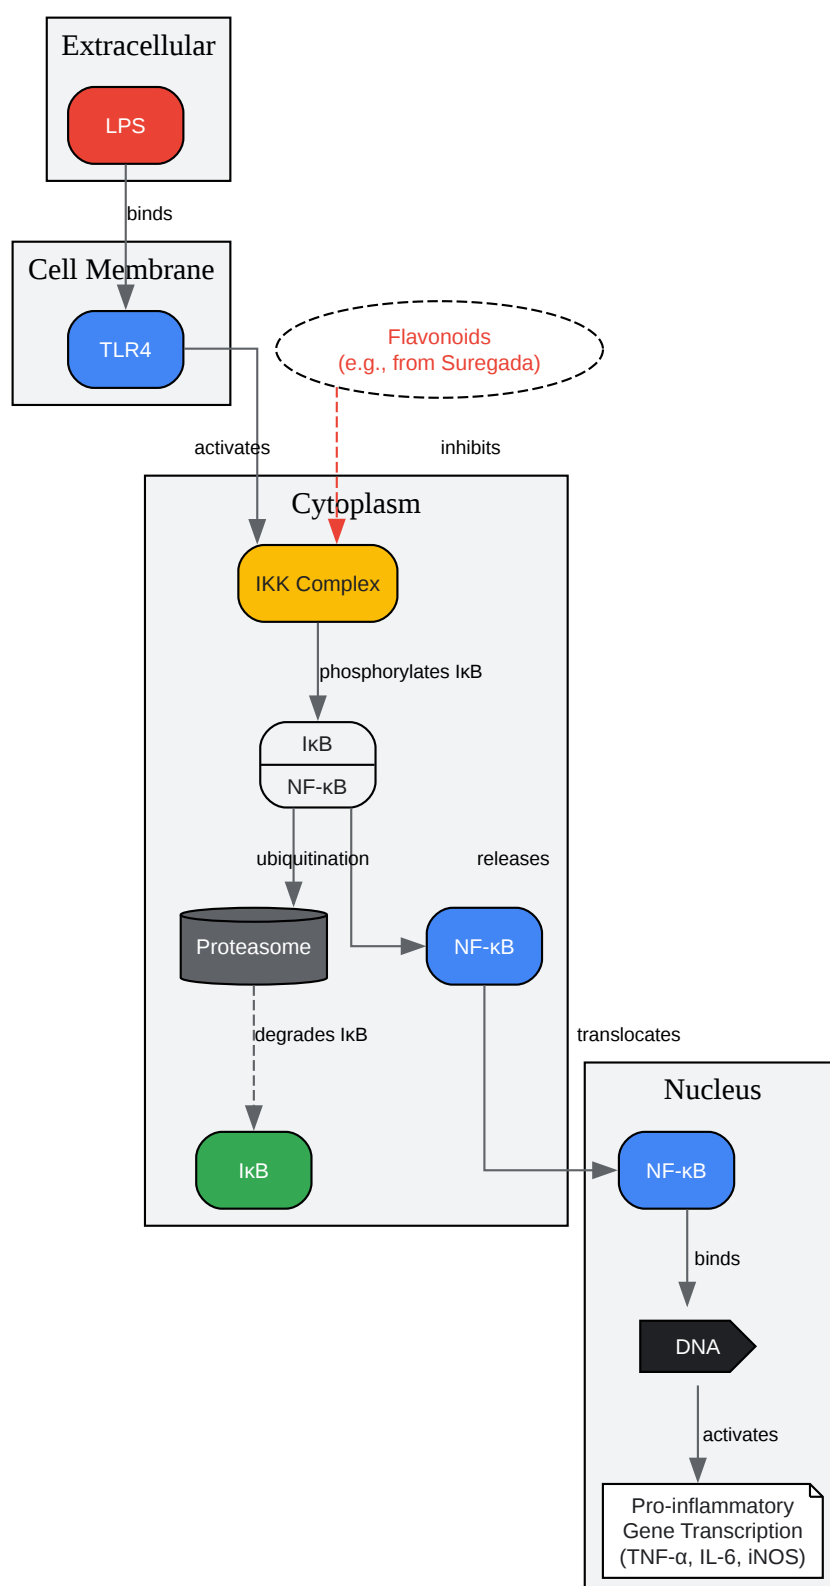 Extracellular
LPS
binds
Cell Membrane
TLR4
Flavonoids
(e.g., from Suregada)
activates
inhibits
Cytoplasm
IKK Complex
phosphorylates IκB
IκB
NF-κB
ubiquitination
releases
Proteasome
NF-κB
degrades IκB
translocates
Nucleus
IκB
NF-κB
binds
DNA
activates
Pro-inflammatory
Gene Transcription
(TNF-α, IL-6, iNOS)